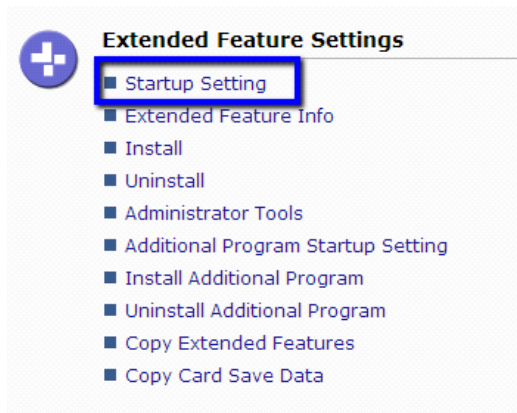 Extended Feature Settings
Startup Setting
Extended Feature Info
Install
Uninstall
Administrator Tools
Additional Program Startup Setting
Install Additional Program
Uninstall Additional Program
Copy Extended Features
Copy Card Save Data